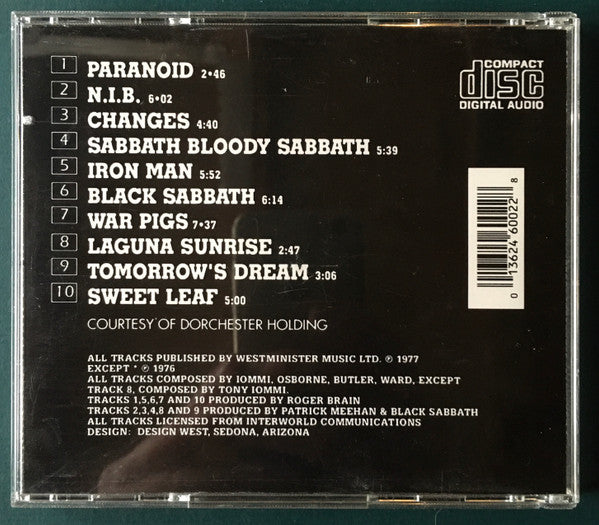 COMPACT
disc
DIGITAL AUDIO
1 PARANOID 2•46
2 N.I.B. 6•02
3 CHANGES 4:40
4 SABBATH BLOODY SABBATH 5:39
5 IRON MAN 5:52
6 BLACK SABBATH 6:14
7 WAR PIGS 7•37
8 LAGUNA SUNRISE 2:47
9 TOMORROW'S DREAM 3:06
10 SWEET LEAF 5:00
COURTESY OF DORCHESTER HOLDING
0 13624 60022 8
ALL TRACKS PUBLISHED BY WESTMINISTER MUSIC LTD. ℗ 1977
EXCEPT * ℗ 1976
ALL TRACKS COMPOSED BY IOMMI, OSBORNE, BUTLER, WARD, EXCEPT
TRACK 8, COMPOSED BY TONY IOMMI.
TRACKS 1,5,6,7 AND 10 PRODUCED BY ROGER BRAIN
TRACKS 2,3,4,8 AND 9 PRODUCED BY PATRICK MEEHAN & BLACK SABBATH
ALL TRACKS LICENSED FROM INTERWORLD COMMUNICATIONS
DESIGN: DESIGN WEST, SEDONA, ARIZONA